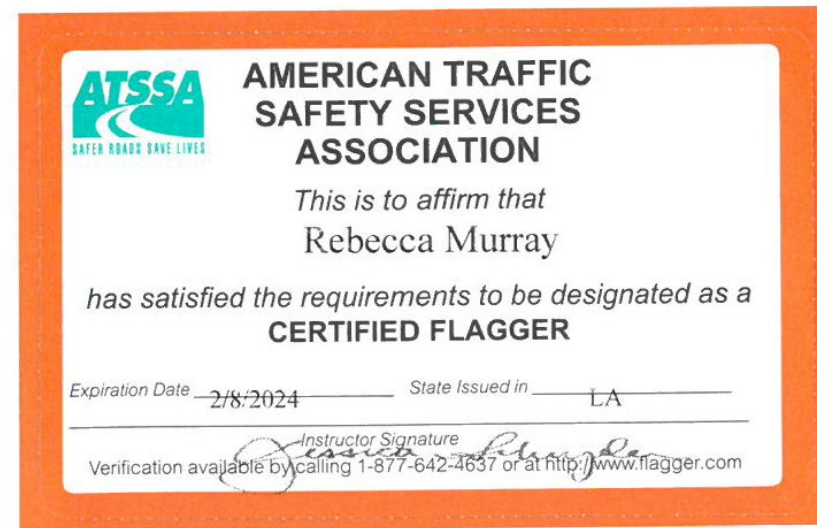 ATSSA
SAFER ROADS SAVE LIVES
AMERICAN TRAFFIC
SAFETY SERVICES
ASSOCIATION
This is to affirm that
Rebecca Murray
has satisfied the requirements to be designated as a
CERTIFIED FLAGGER
Expiration Date 2/8/2024 State Issued in LA
Instructor Signature
Jessica
Verification available by calling 1-877-642-4637 or at http://www.flagger.com